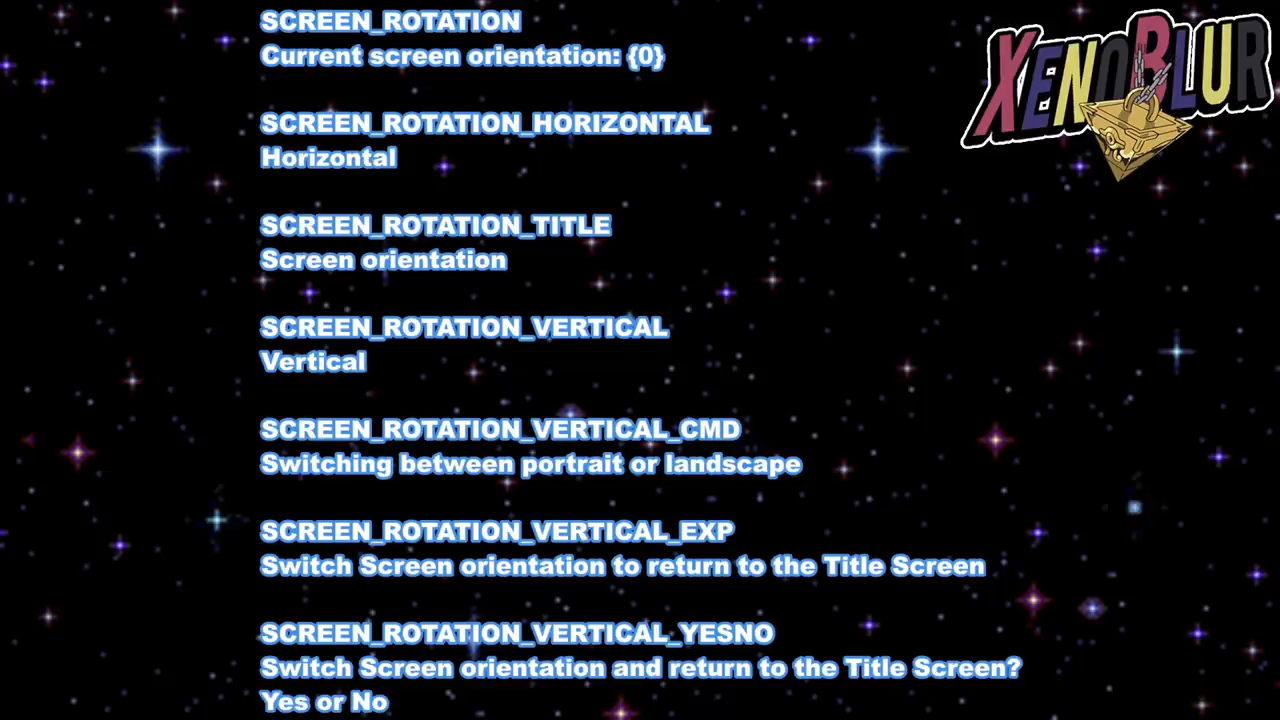 SCREEN_ROTATION
Current screen orientation: {0}
SCREEN_ROTATION_HORIZONTAL
Horizontal
SCREEN_ROTATION_TITLE
Screen orientation
SCREEN_ROTATION_VERTICAL
Vertical
SCREEN_ROTATION_VERTICAL_CMD
Switching between portrait or landscape
SCREEN_ROTATION_VERTICAL_EXP
Switch Screen orientation to return to the Title Screen
SCREEN_ROTATION_VERTICAL_YESNO
Switch Screen orientation and return to the Title Screen?
Yes or No
XENOBLUR